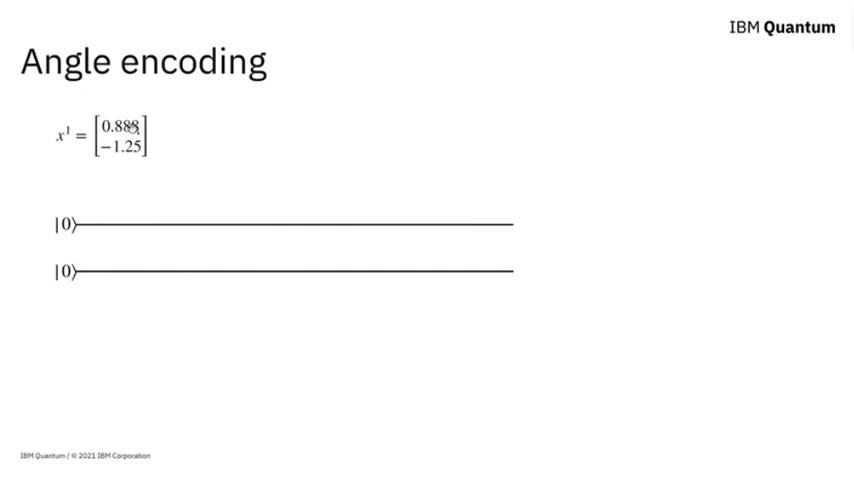 IBM Quantum
Angle encoding
x¹ = [0.888
−1.25]
|0⟩
|0⟩
IBM Quantum / © 2021 IBM Corporation